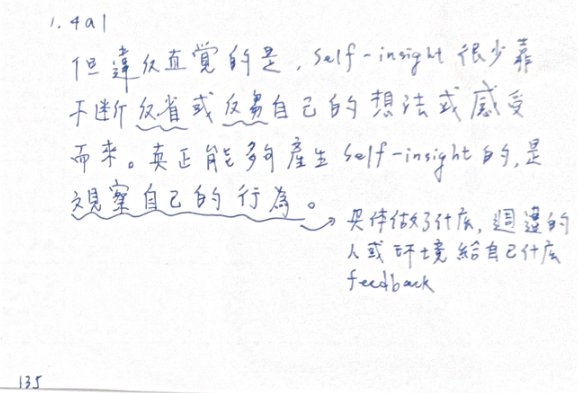 1.4a1
但違反直覺的是，self-insight 很少靠
不断反省或反芻自己的想法或感受
而來。真正能夠產生 self-insight 的，是
觀察自己的行為。
→ 具体做了什么，週遭的
人或环境給自己什么
feedback
135